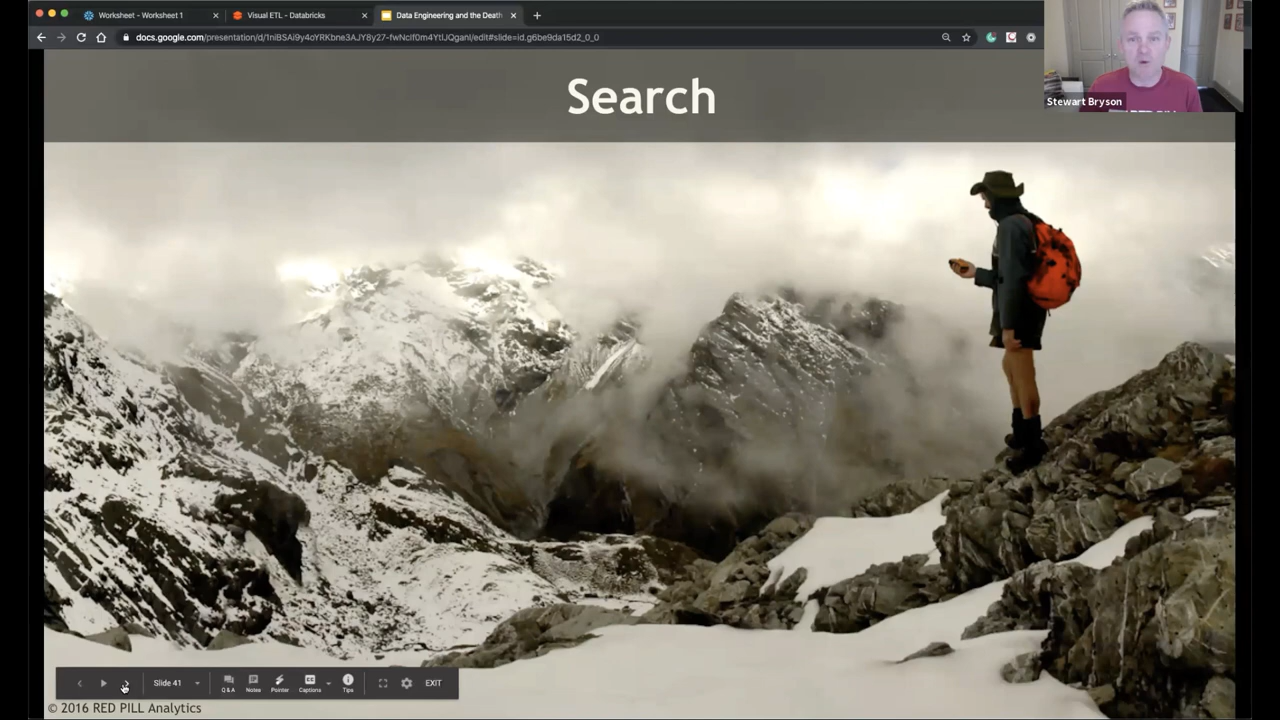 Worksheet - Worksheet 1
Visual ETL - Databricks
Data Engineering and the Death
docs.google.com/presentation/d/1niBSAi9y4oYRKbne3AJY8y27-fwNclf0m4YtIJQganI/edit#slide=id.g6be9da15d2_0_0
Stewart Bryson
Search
Slide 41
Q & A
Notes
Pointer
Captions
Tips
EXIT
© 2016 RED PILL Analytics